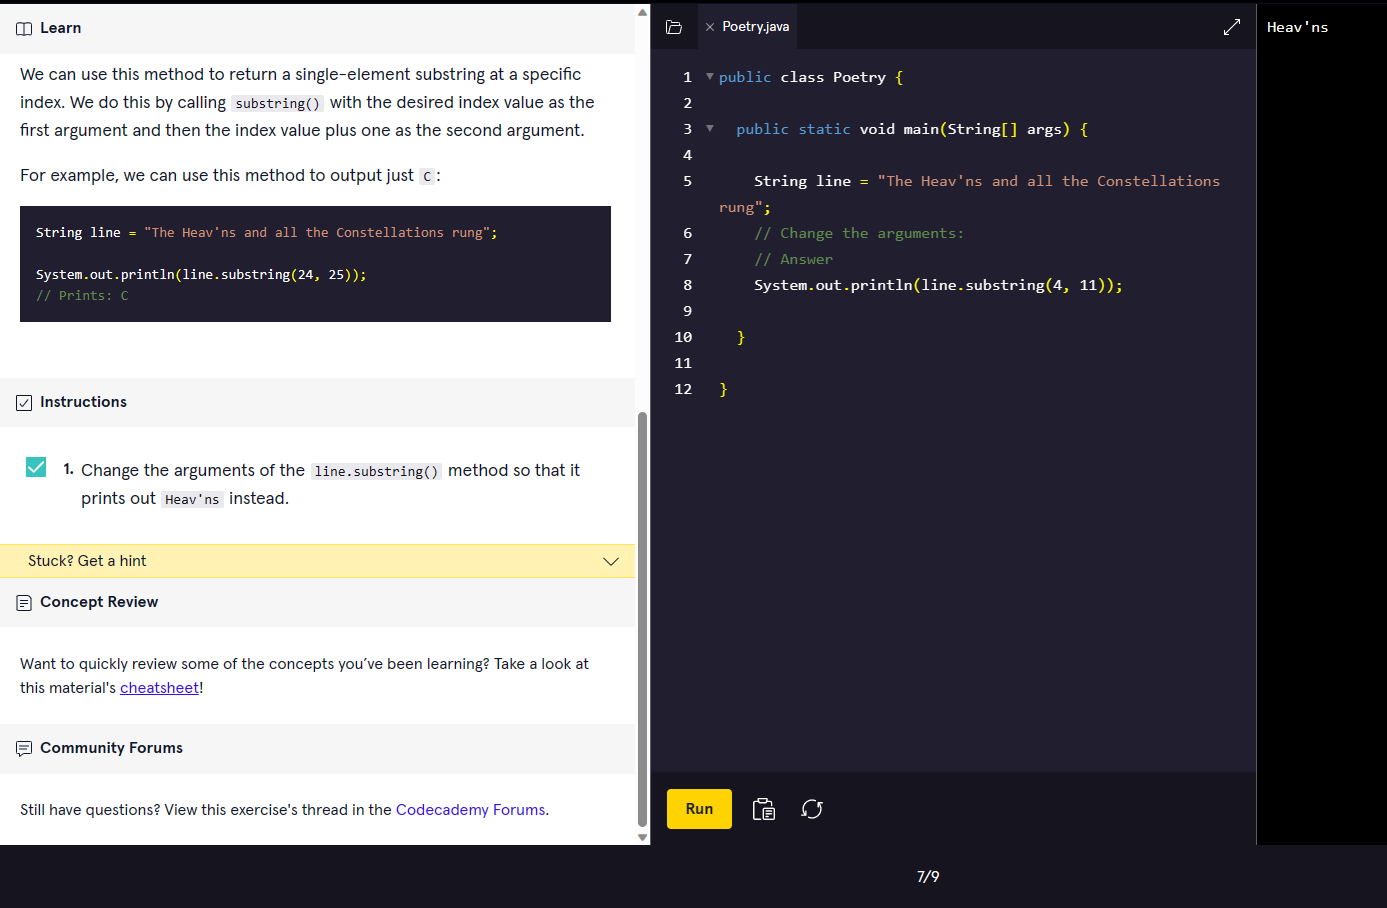 Learn
We can use this method to return a single-element substring at a specific
index. We do this by calling substring() with the desired index value as the
first argument and then the index value plus one as the second argument.
For example, we can use this method to output just C:
String line = "The Heav'ns and all the Constellations rung";
System.out.println(line.substring(24, 25));
// Prints: C
Instructions
1. Change the arguments of the line.substring() method so that it
prints out Heav'ns instead.
Stuck? Get a hint
Concept Review
Want to quickly review some of the concepts you’ve been learning? Take a look at
this material's cheatsheet!
Community Forums
Still have questions? View this exercise's thread in the Codecademy Forums.
Poetry.java
1 public class Poetry {
2
3 public static void main(String[] args) {
4
5 String line = "The Heav'ns and all the Constellations
rung";
6 // Change the arguments:
7 // Answer
8 System.out.println(line.substring(4, 11));
9
10 }
11
12 }
Run
Heav'ns
7/9